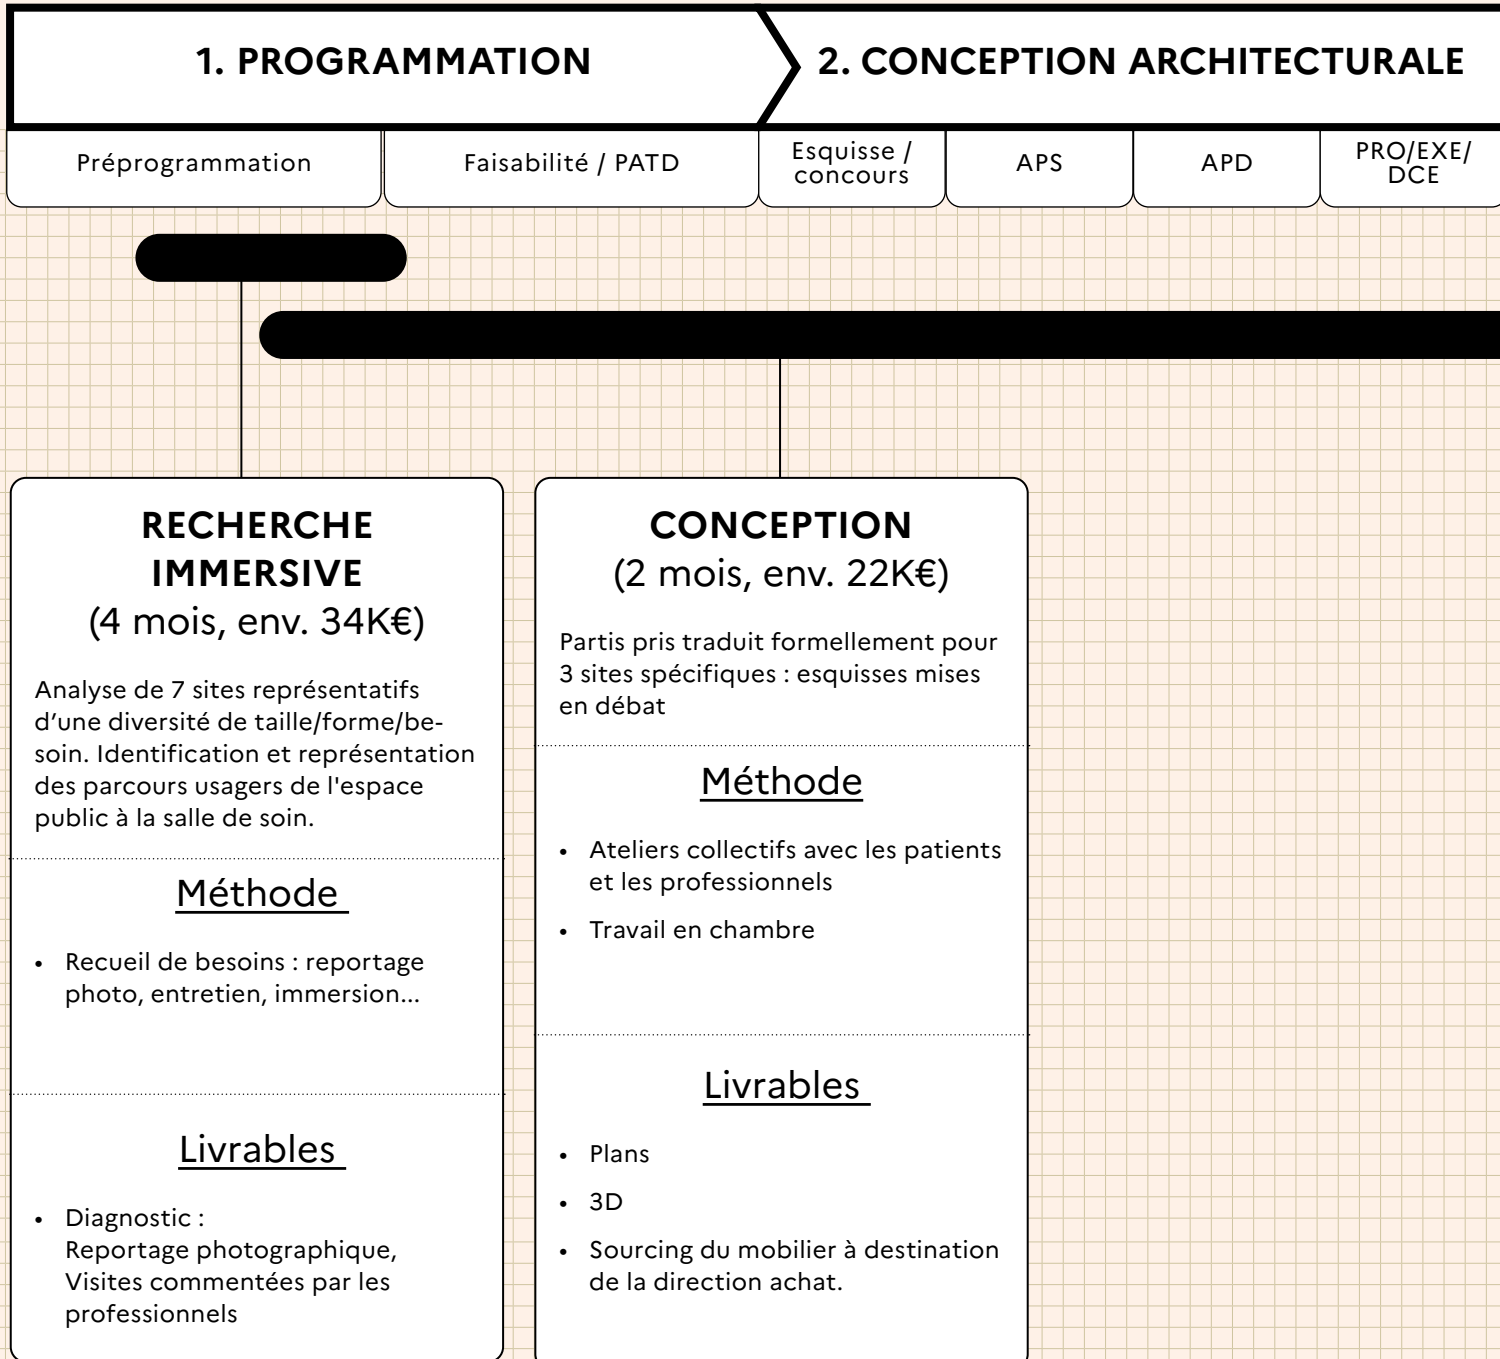 1. PROGRAMMATION
2. CONCEPTION ARCHITECTURALE
Préprogrammation
Faisabilité / PATD
Esquisse /
concours
APS
APD
PRO/EXE/
DCE
RECHERCHE
IMMERSIVE
(4 mois, env. 34K€)
Analyse de 7 sites représentatifs
d’une diversité de taille/forme/be-
soin. Identification et représentation
des parcours usagers de l'espace
public à la salle de soin.
Méthode
• Recueil de besoins : reportage
photo, entretien, immersion...
Livrables
• Diagnostic :
Reportage photographique,
Visites commentées par les
professionnels
CONCEPTION
(2 mois, env. 22K€)
Partis pris traduit formellement pour
3 sites spécifiques : esquisses mises
en débat
Méthode
• Ateliers collectifs avec les patients
et les professionnels
• Travail en chambre
Livrables
• Plans
• 3D
• Sourcing du mobilier à destination
de la direction achat.